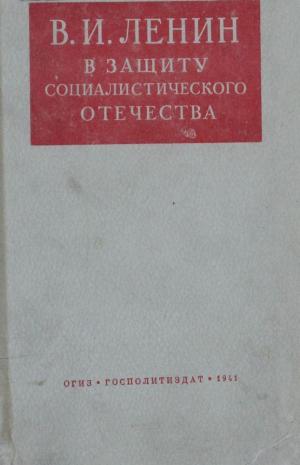 В. И. ЛЕНИН
В ЗАЩИТУ
СОЦИАЛИСТИЧЕСКОГО
ОТЕЧЕСТВА
ОГИЗ • ГОСПОЛИТИЗДАТ • 1941